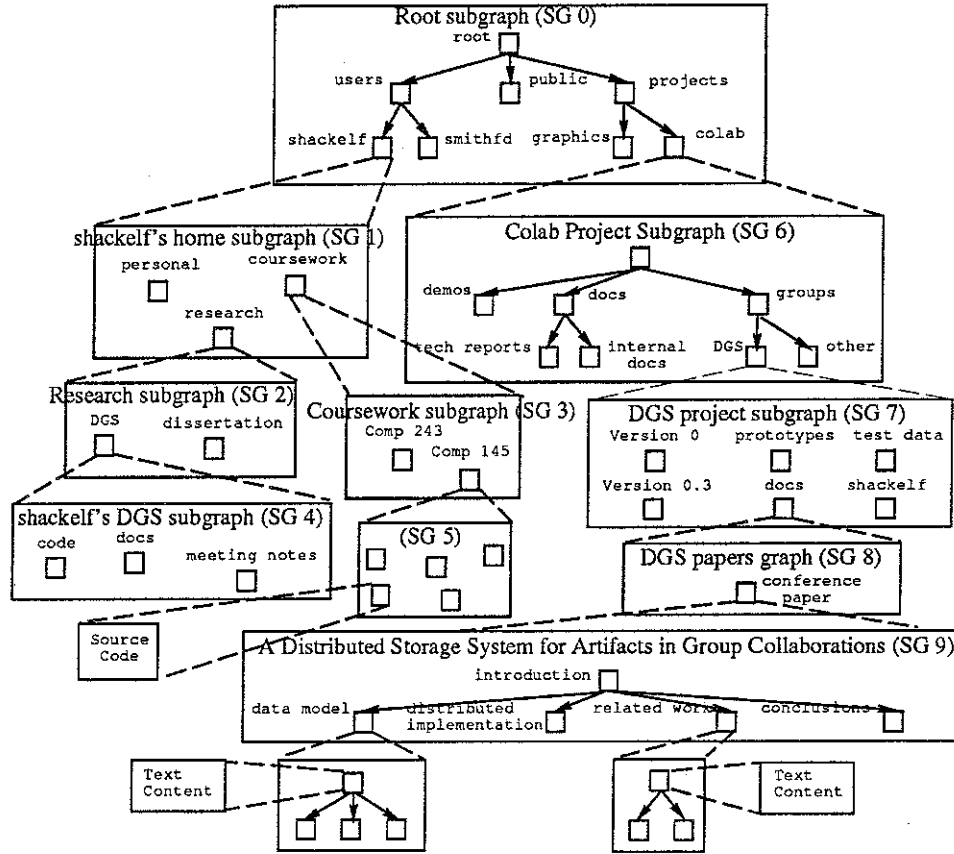 Root subgraph (SG 0)
root
users
public
projects
shackelf
smithfd
graphics
colab
shackelf's home subgraph (SG 1)
personal
coursework
research
Colab Project Subgraph (SG 6)
demos
docs
groups
tech reports
internal
docs
DGS
other
Research subgraph (SG 2)
DGS
dissertation
Coursework subgraph (SG 3)
Comp 243
Comp 145
DGS project subgraph (SG 7)
Version 0
prototypes
test data
Version 0.3
docs
shackelf
shackelf's DGS subgraph (SG 4)
code
docs
meeting notes
(SG 5)
DGS papers graph (SG 8)
conference
paper
Source
Code
A Distributed Storage System for Artifacts in Group Collaborations (SG 9)
introduction
data model
distributed
implementation
related work
conclusions
Text
Content
Text
Content